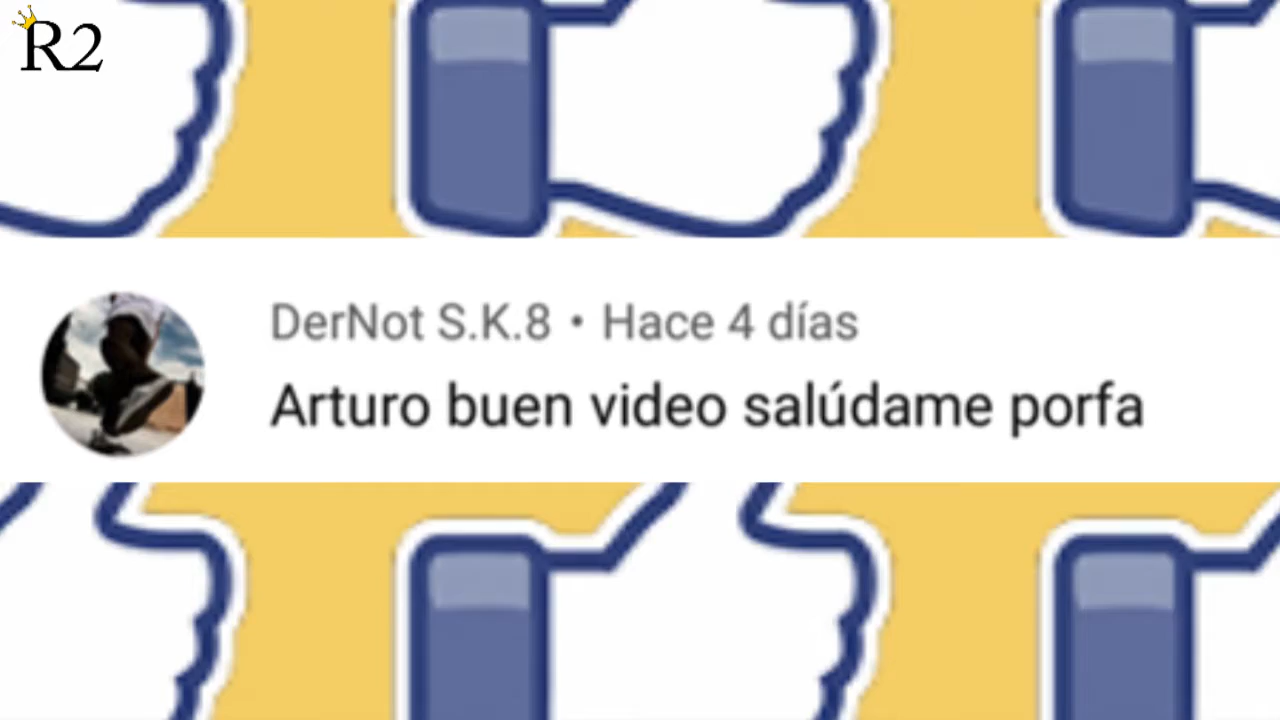 R2
DerNot S.K.8 • Hace 4 días
Arturo buen video salúdame porfa